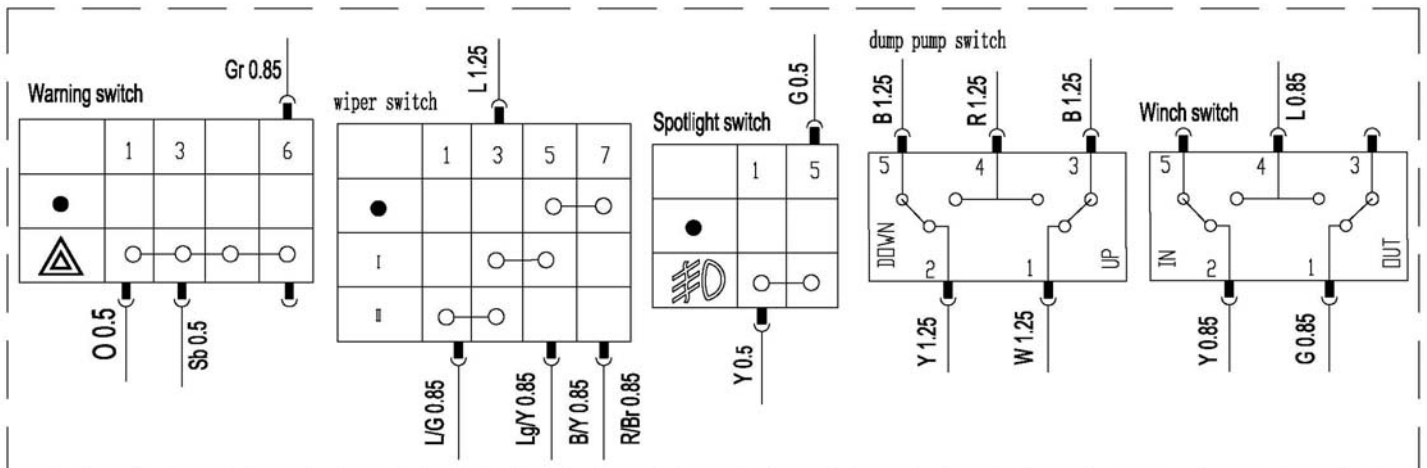 Warning switch
Gr 0.85
1 3 6
O 0.5
Sb 0.5
wiper switch
L 1.25
1 3 5 7
I
II
L/G 0.85
Lg/Y 0.85
B/Y 0.85
R/Br 0.85
Spotlight switch
G 0.5
1 5
Y 0.5
dump pump switch
B 1.25
R 1.25
B 1.25
5 4 3
DOWN
UP
2 1
Y 1.25
W 1.25
Winch switch
L 0.85
5 4 3
IN
OUT
2 1
Y 0.85
G 0.85